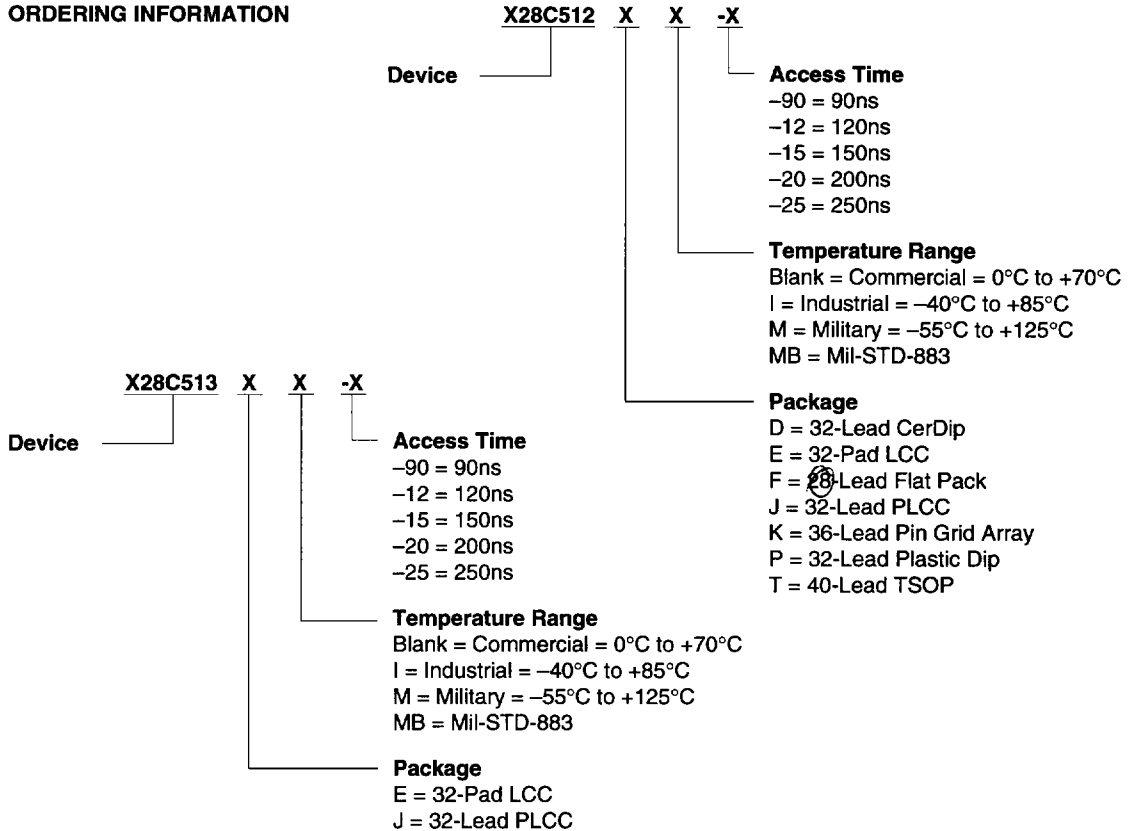 ORDERING INFORMATION
X28C512 X X -X
Device
Access Time
–90 = 90ns
–12 = 120ns
–15 = 150ns
–20 = 200ns
–25 = 250ns
Temperature Range
Blank = Commercial = 0°C to +70°C
I = Industrial = –40°C to +85°C
M = Military = –55°C to +125°C
MB = Mil-STD-883
Package
D = 32-Lead CerDip
E = 32-Pad LCC
F = 28-Lead Flat Pack
J = 32-Lead PLCC
K = 36-Lead Pin Grid Array
P = 32-Lead Plastic Dip
T = 40-Lead TSOP
X28C513 X X -X
Device
Access Time
–90 = 90ns
–12 = 120ns
–15 = 150ns
–20 = 200ns
–25 = 250ns
Temperature Range
Blank = Commercial = 0°C to +70°C
I = Industrial = –40°C to +85°C
M = Military = –55°C to +125°C
MB = Mil-STD-883
Package
E = 32-Pad LCC
J = 32-Lead PLCC